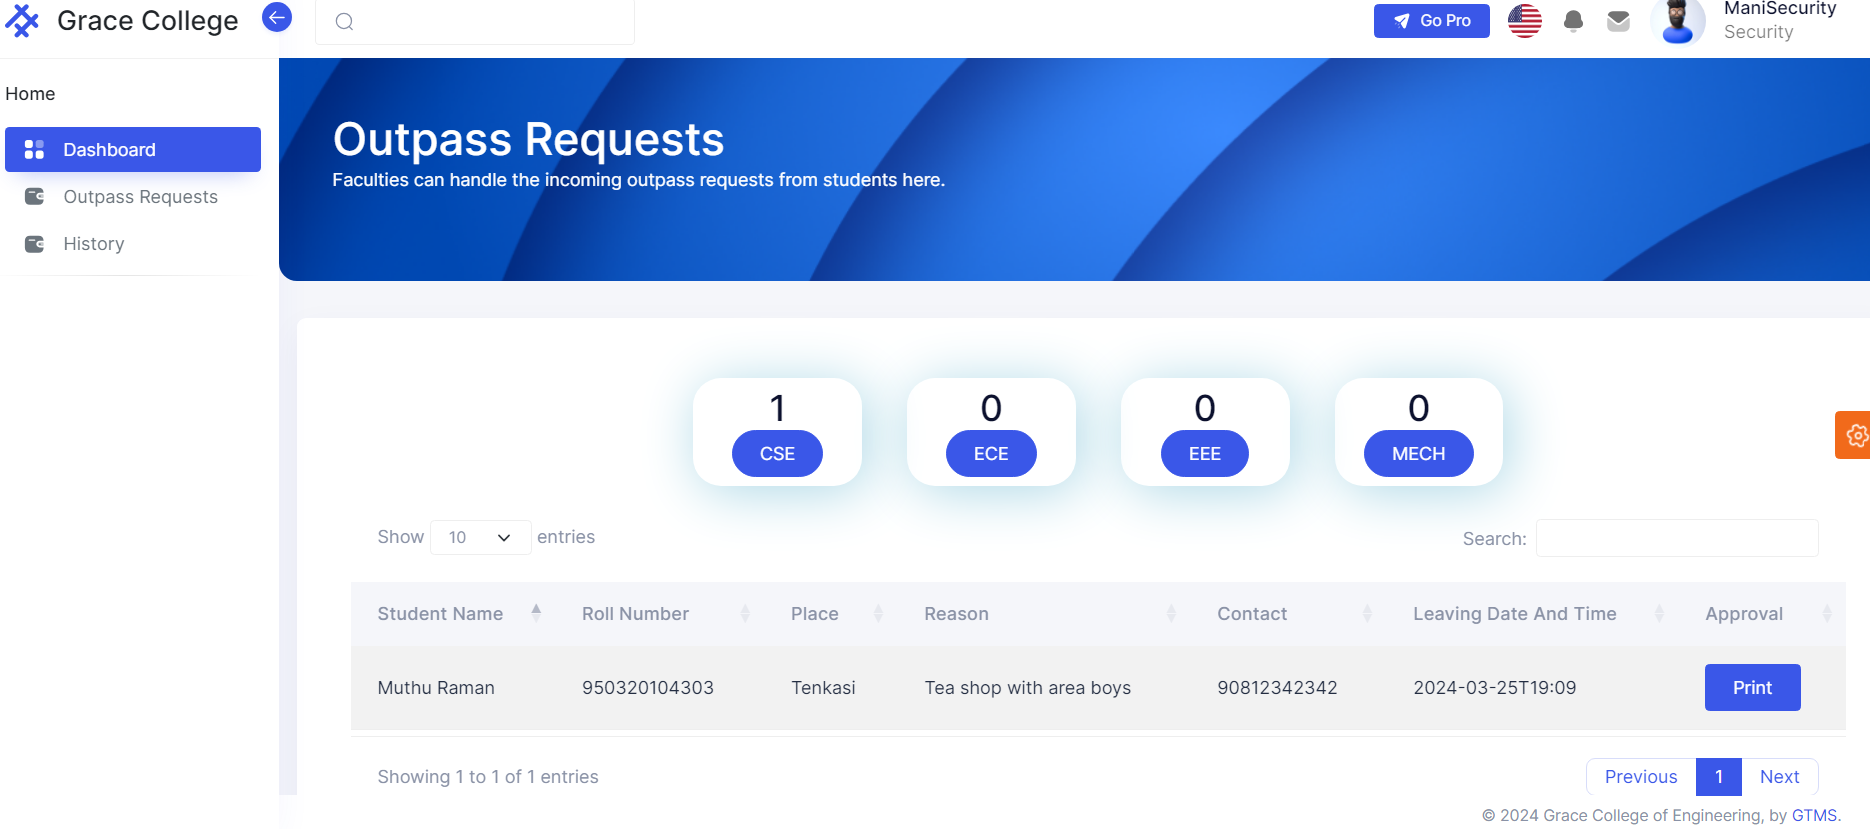 Grace College
Go Pro
ManiSecurity
Security
Home
Dashboard
Outpass Requests
History
Outpass Requests
Faculties can handle the incoming outpass requests from students here.
1 0 0 0
CSE ECE EEE MECH
Show 10 entries Search:
Student Name Roll Number Place Reason Contact Leaving Date And Time Approval
Muthu Raman 950320104303 Tenkasi Tea shop with area boys 90812342342 2024-03-25T19:09 Print
Showing 1 to 1 of 1 entries Previous 1 Next
© 2024 Grace College of Engineering, by GTMS.